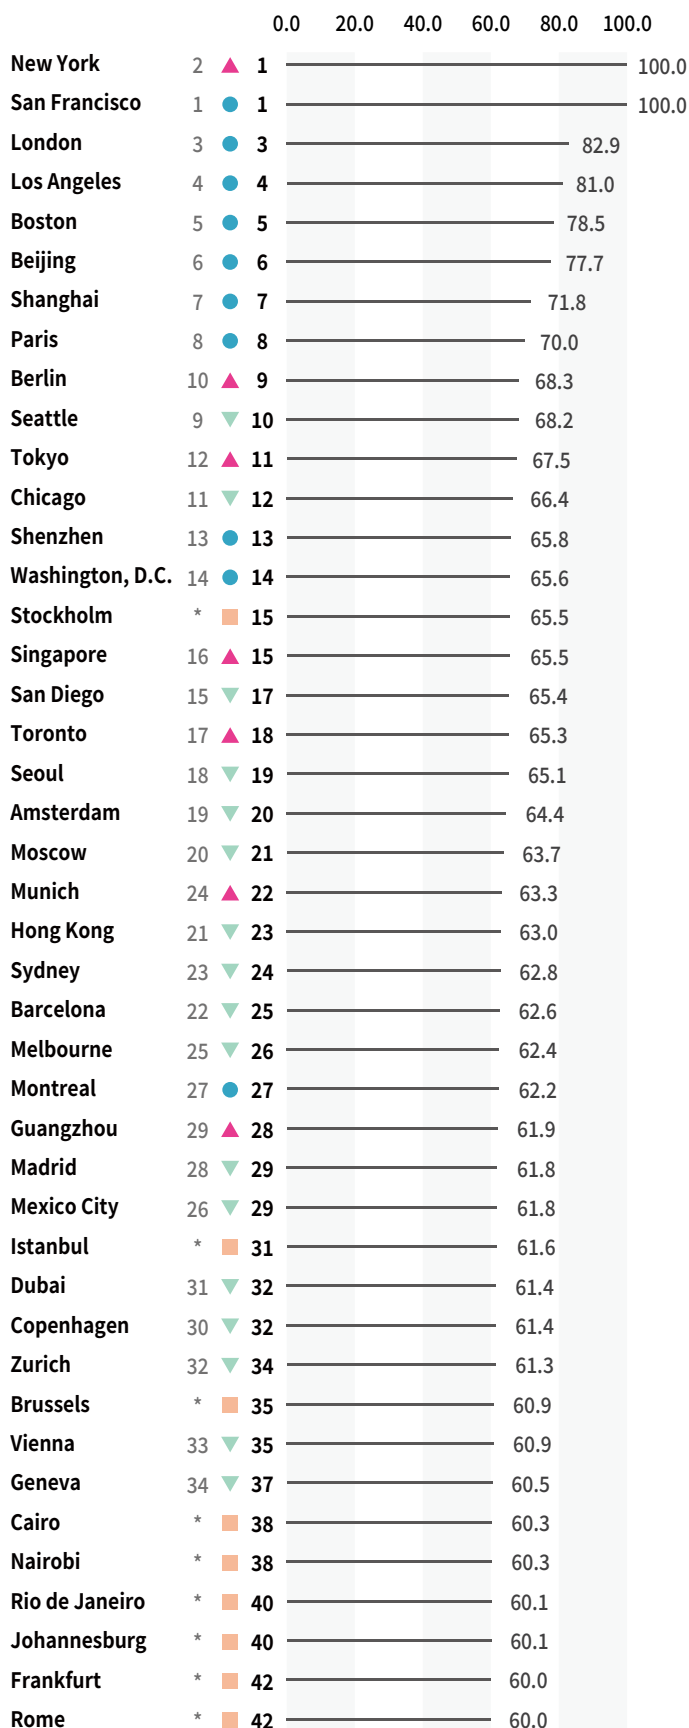 0.0 20.0 40.0 60.0 80.0 100.0
New York 2 1 100.0
San Francisco 1 1 100.0
London 3 3 82.9
Los Angeles 4 4 81.0
Boston 5 5 78.5
Beijing 6 6 77.7
Shanghai 7 7 71.8
Paris 8 8 70.0
Berlin 10 9 68.3
Seattle 9 10 68.2
Tokyo 12 11 67.5
Chicago 11 12 66.4
Shenzhen 13 13 65.8
Washington, D.C. 14 14 65.6
Stockholm * 15 65.5
Singapore 16 15 65.5
San Diego 15 17 65.4
Toronto 17 18 65.3
Seoul 18 19 65.1
Amsterdam 19 20 64.4
Moscow 20 21 63.7
Munich 24 22 63.3
Hong Kong 21 23 63.0
Sydney 23 24 62.8
Barcelona 22 25 62.6
Melbourne 25 26 62.4
Montreal 27 27 62.2
Guangzhou 29 28 61.9
Madrid 28 29 61.8
Mexico City 26 29 61.8
Istanbul * 31 61.6
Dubai 31 32 61.4
Copenhagen 30 32 61.4
Zurich 32 34 61.3
Brussels * 35 60.9
Vienna 33 35 60.9
Geneva 34 37 60.5
Cairo * 38 60.3
Nairobi * 38 60.3
Rio de Janeiro * 40 60.1
Johannesburg * 40 60.1
Frankfurt * 42 60.0
Rome * 42 60.0